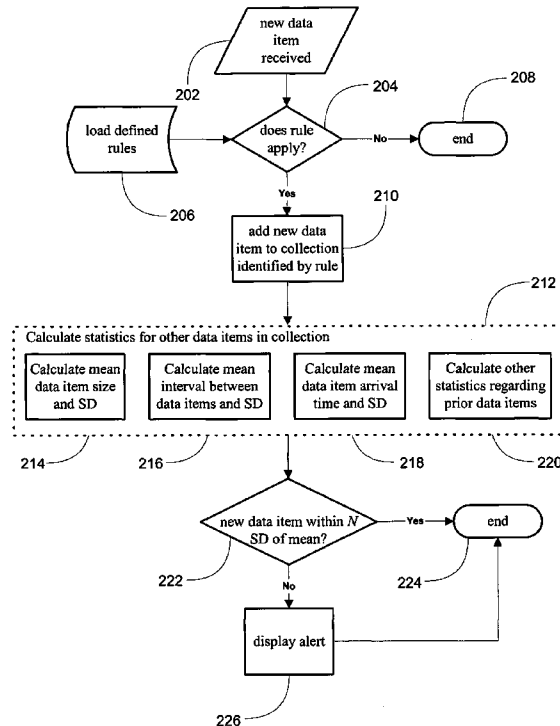 new data
item
received
202
204
208
load defined
rules
does rule
apply?
No
end
206
Yes
210
add new data
item to collection
identified by rule
212
Calculate statistics for other data items in collection
Calculate mean
data item size
and SD
Calculate mean
interval between
data items and SD
Calculate mean
data item arrival
time and SD
Calculate other
statistics regarding
prior data items
214
216
218
220
new data item within N
SD of mean?
Yes
end
222
224
No
display alert
226